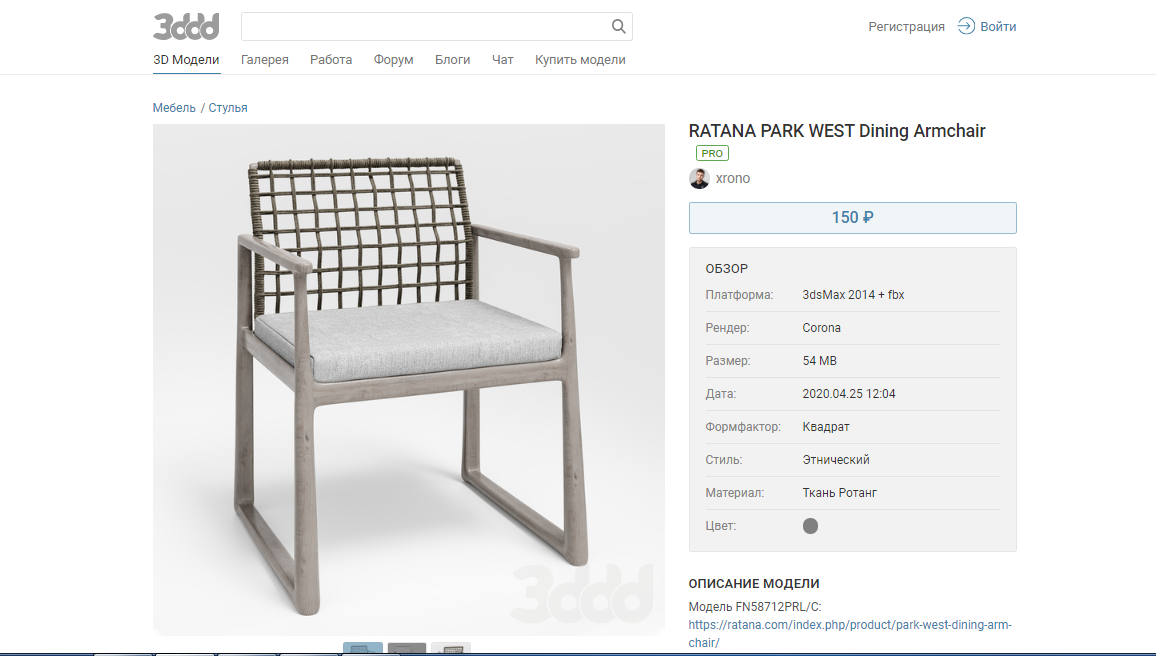 3ddd
Регистрация
Войти
3D Модели
Галерея
Работа
Форум
Блоги
Чат
Купить модели
Мебель / Стулья
RATANA PARK WEST Dining Armchair
PRO
xrono
150 ₽
ОБЗОР
Платформа: 3dsMax 2014 + fbx
Рендер: Corona
Размер: 54 MB
Дата: 2020.04.25 12:04
Формфактор: Квадрат
Стиль: Этнический
Материал: Ткань Ротанг
Цвет:
3ddd
ОПИСАНИЕ МОДЕЛИ
Модель FN58712PRL/C:
https://ratana.com/index.php/product/park-west-dining-arm-
chair/